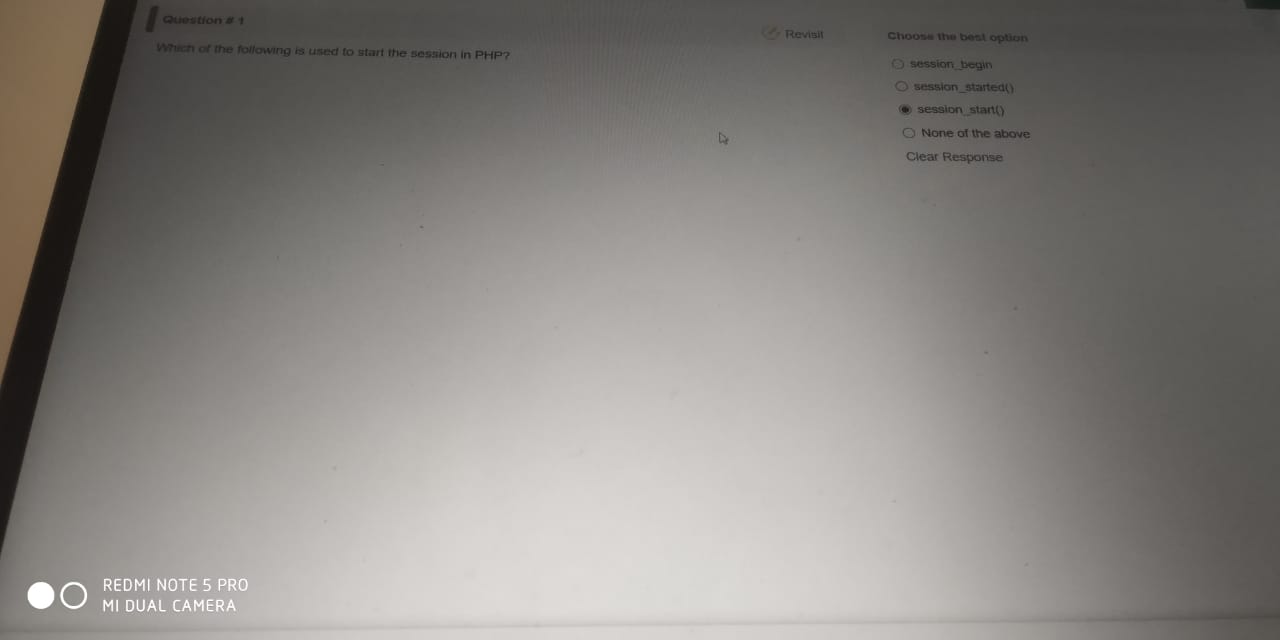 Question # 1
Which of the following is used to start the session in PHP?
Revisit
Choose the best option
session_begin
session_started()
session_start()
None of the above
Clear Response
REDMI NOTE 5 PRO
MI DUAL CAMERA